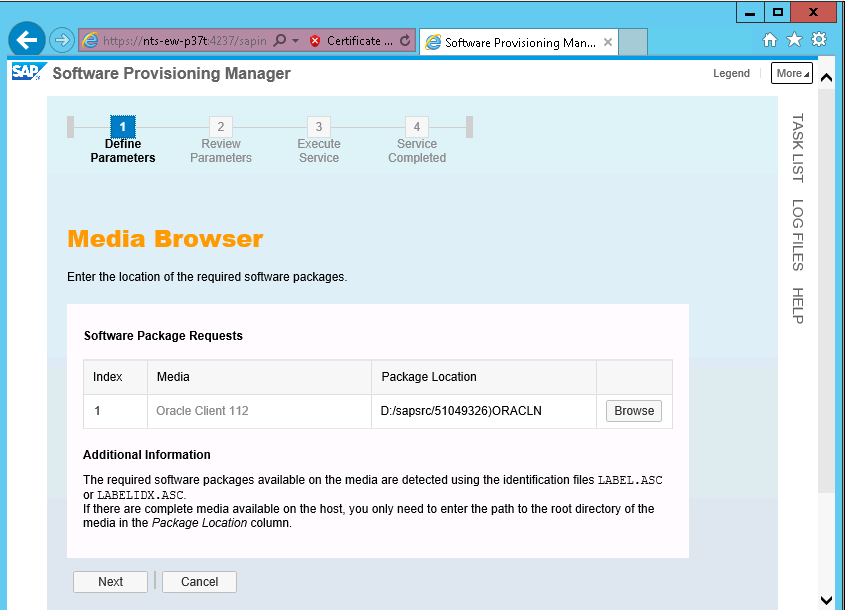 https://nts-ew-p37t:4237/sapin
Certificate ...
Software Provisioning Man...
SAP Software Provisioning Manager
Legend
More
1
2
3
4
Define Parameters
Review Parameters
Execute Service
Service Completed
TASK LIST
LOG FILES
HELP
Media Browser
Enter the location of the required software packages.
Software Package Requests
Index Media Package Location
1 Oracle Client 112 D:/sapsrc/51049326)ORACLN Browse
Additional Information
The required software packages available on the media are detected using the identification files LABEL.ASC
or LABELIDX.ASC.
If there are complete media available on the host, you only need to enter the path to the root directory of the
media in the Package Location column.
Next Cancel